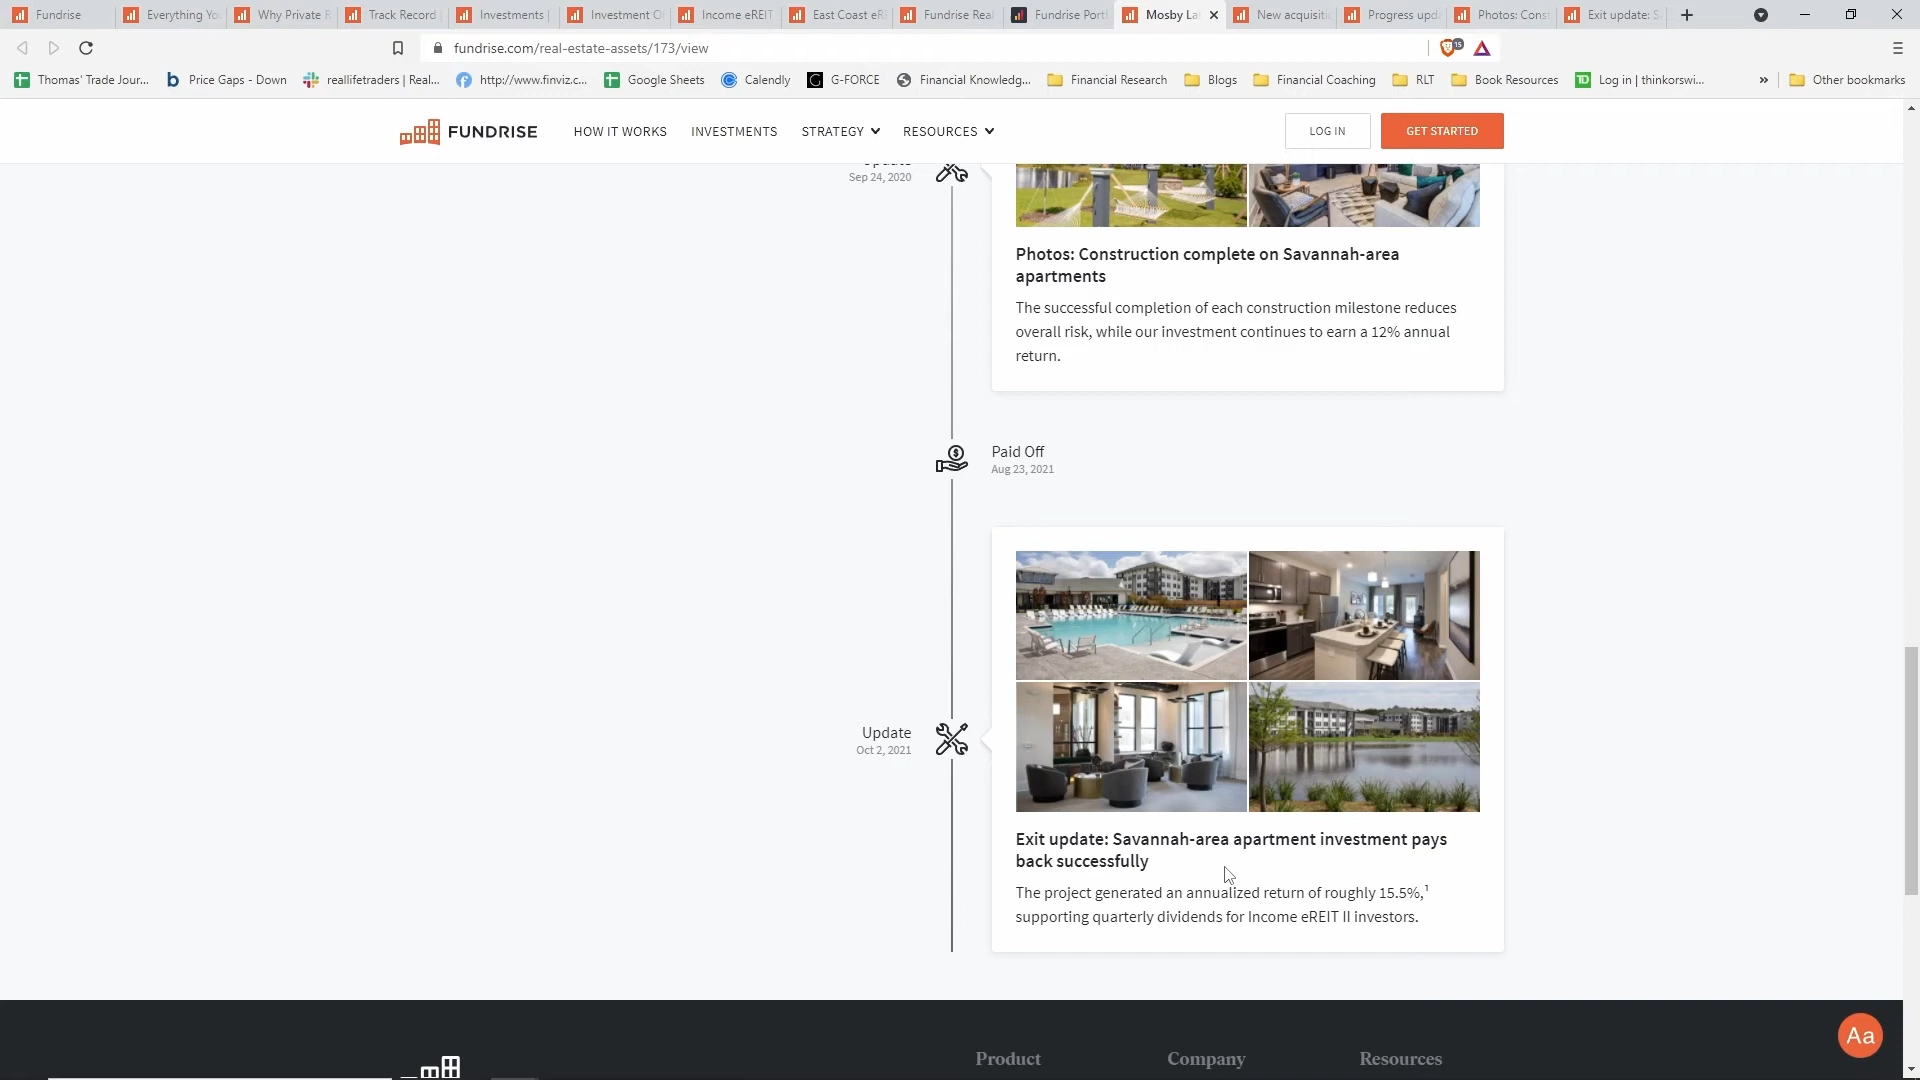 Fundrise
Everything Yo
Why Private R
Track Record
Investments |
Investment O
Income eREIT
East Coast eRE
Fundrise Real
Fundrise Portf
Mosby La
New acquisitio
Progress upda
Photos: Const
Exit update: S
fundrise.com/real-estate-assets/173/view
15
Thomas' Trade Jour...
Price Gaps - Down
reallifetraders | Real...
http://www.finviz.c...
Google Sheets
Calendly
G-FORCE
Financial Knowledg...
Financial Research
Blogs
Financial Coaching
RLT
Book Resources
Log in | thinkorswi...
Other bookmarks
FUNDRISE
HOW IT WORKS
INVESTMENTS
STRATEGY
RESOURCES
LOG IN
GET STARTED
Update
Sep 24, 2020
Photos: Construction complete on Savannah-area
apartments
The successful completion of each construction milestone reduces
overall risk, while our investment continues to earn a 12% annual
return.
Paid Off
Aug 23, 2021
Update
Oct 2, 2021
Exit update: Savannah-area apartment investment pays
back successfully
The project generated an annualized return of roughly 15.5%,¹
supporting quarterly dividends for Income eREIT II investors.
Product
Company
Resources
Aa